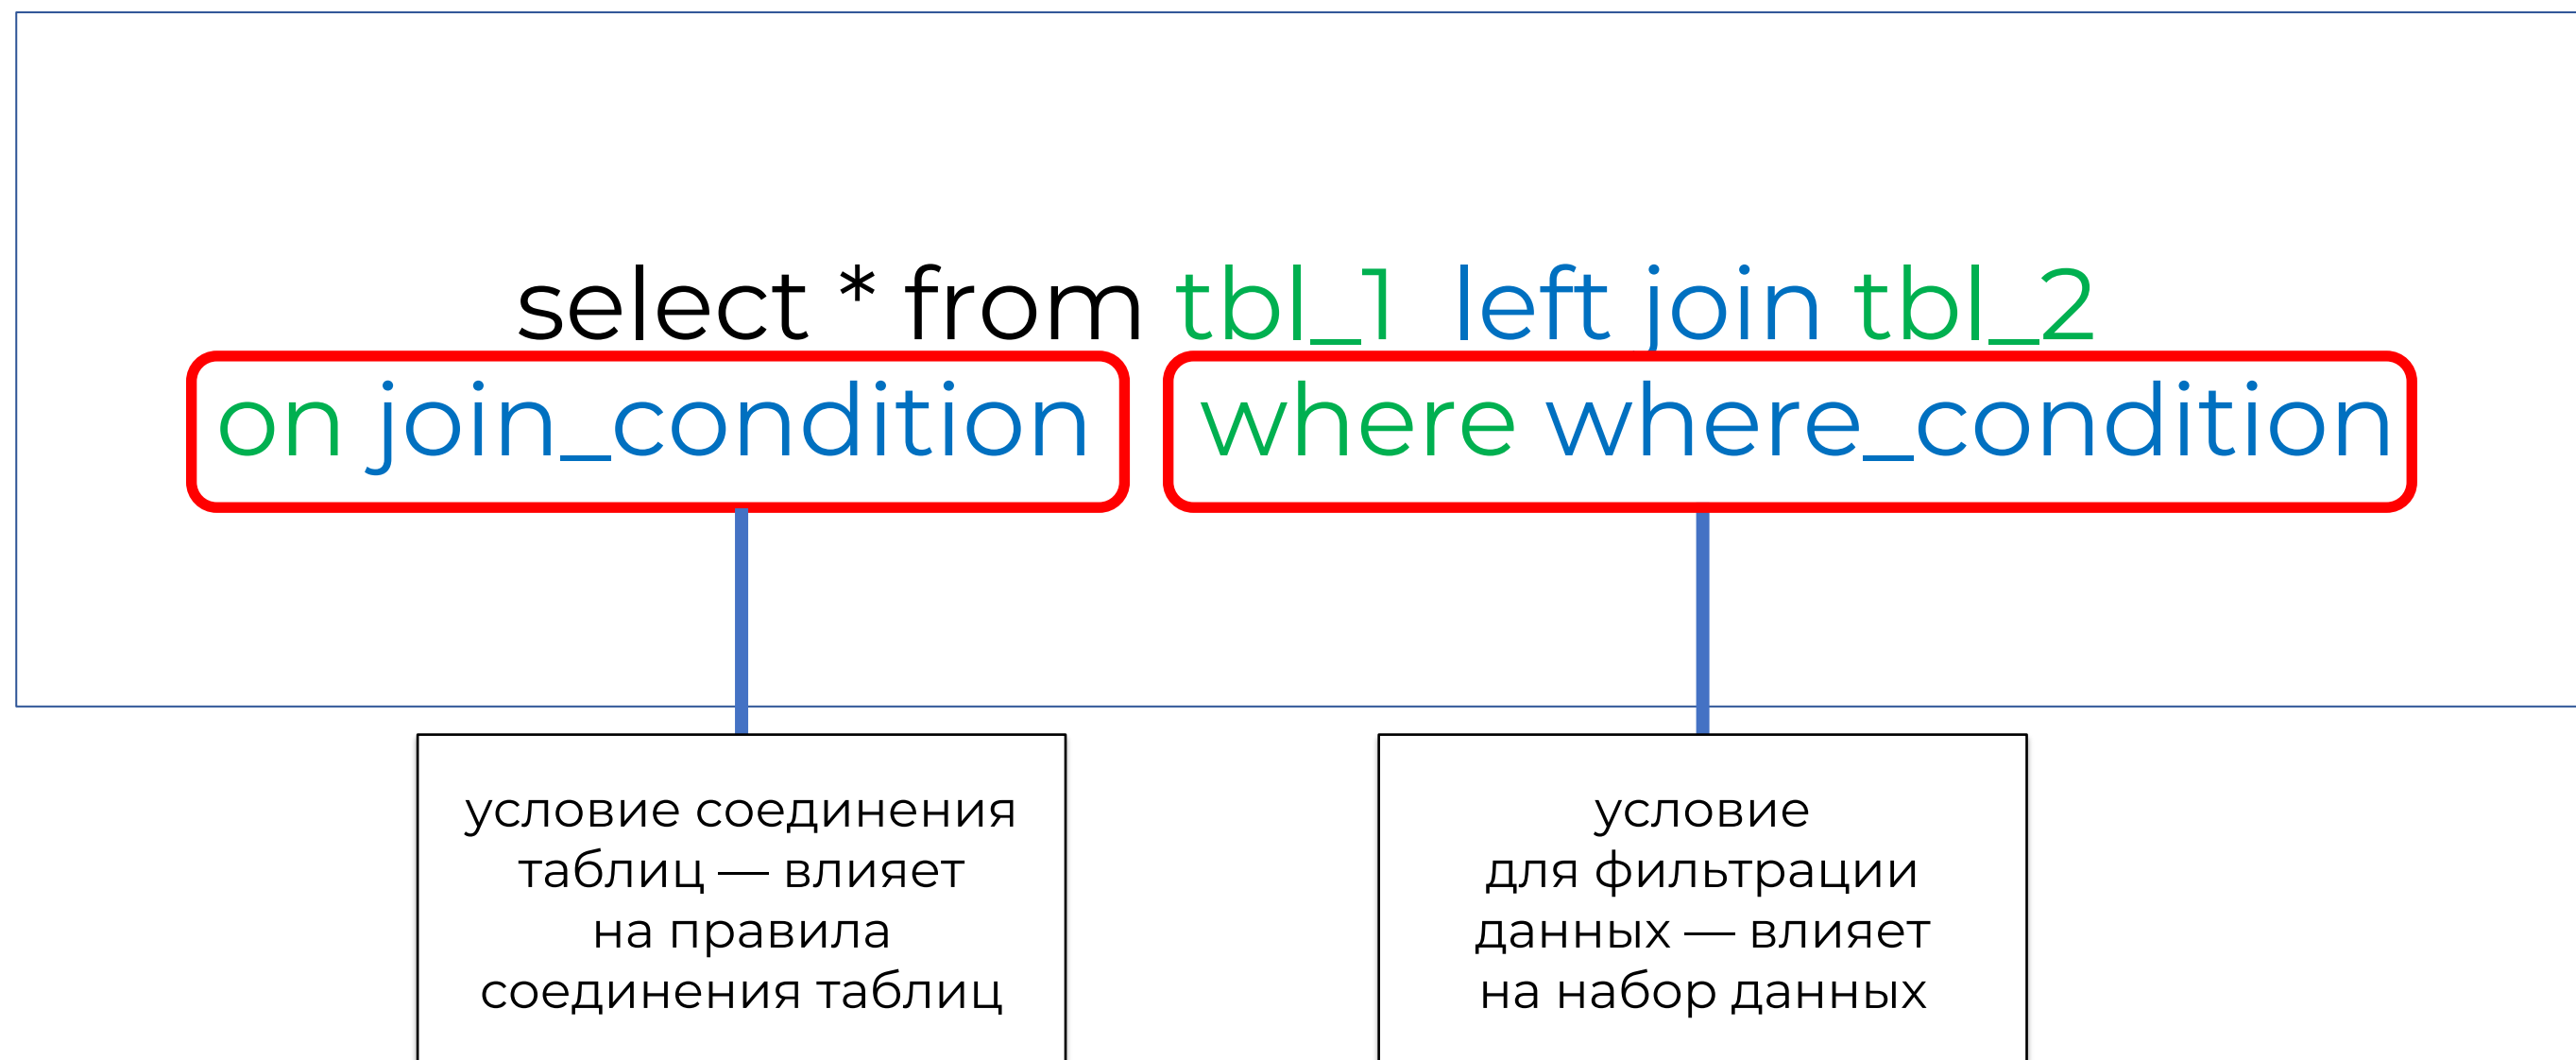 select * from tbl_1 left join tbl_2
on join_condition where where_condition
условие соединения
таблиц — влияет
на правила
соединения таблиц
условие
для фильтрации
данных — влияет
на набор данных